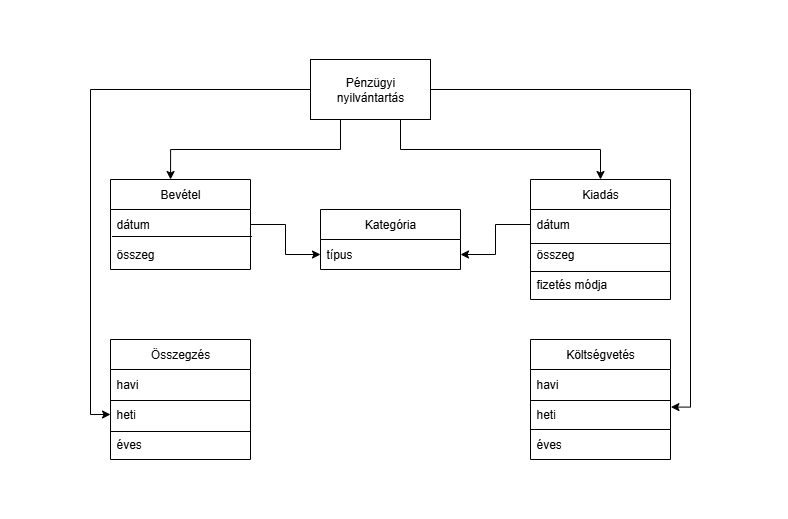 Pénzügyi
nyilvántartás
Bevétel
dátum
összeg
Kategória
típus
Kiadás
dátum
összeg
fizetés módja
Összegzés
havi
heti
éves
Költségvetés
havi
heti
éves